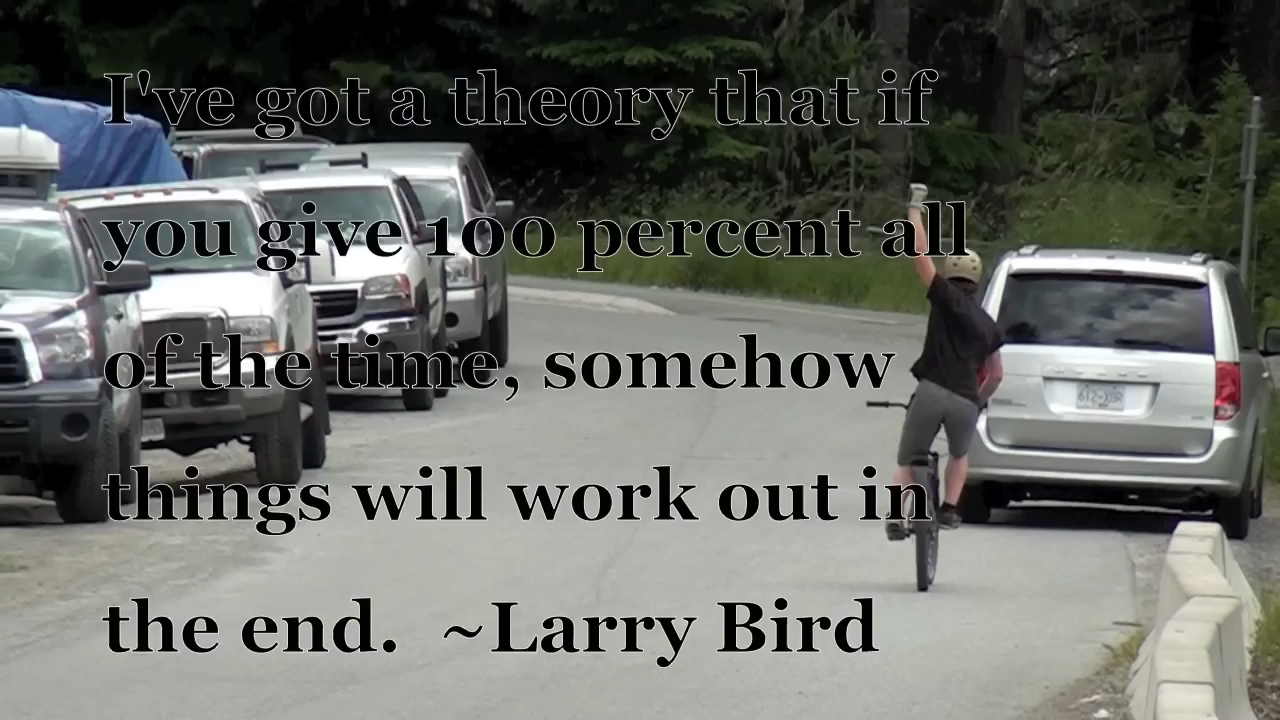 I've got a theory that if
you give 100 percent all
of the time, somehow
things will work out in
the end.  ~Larry Bird